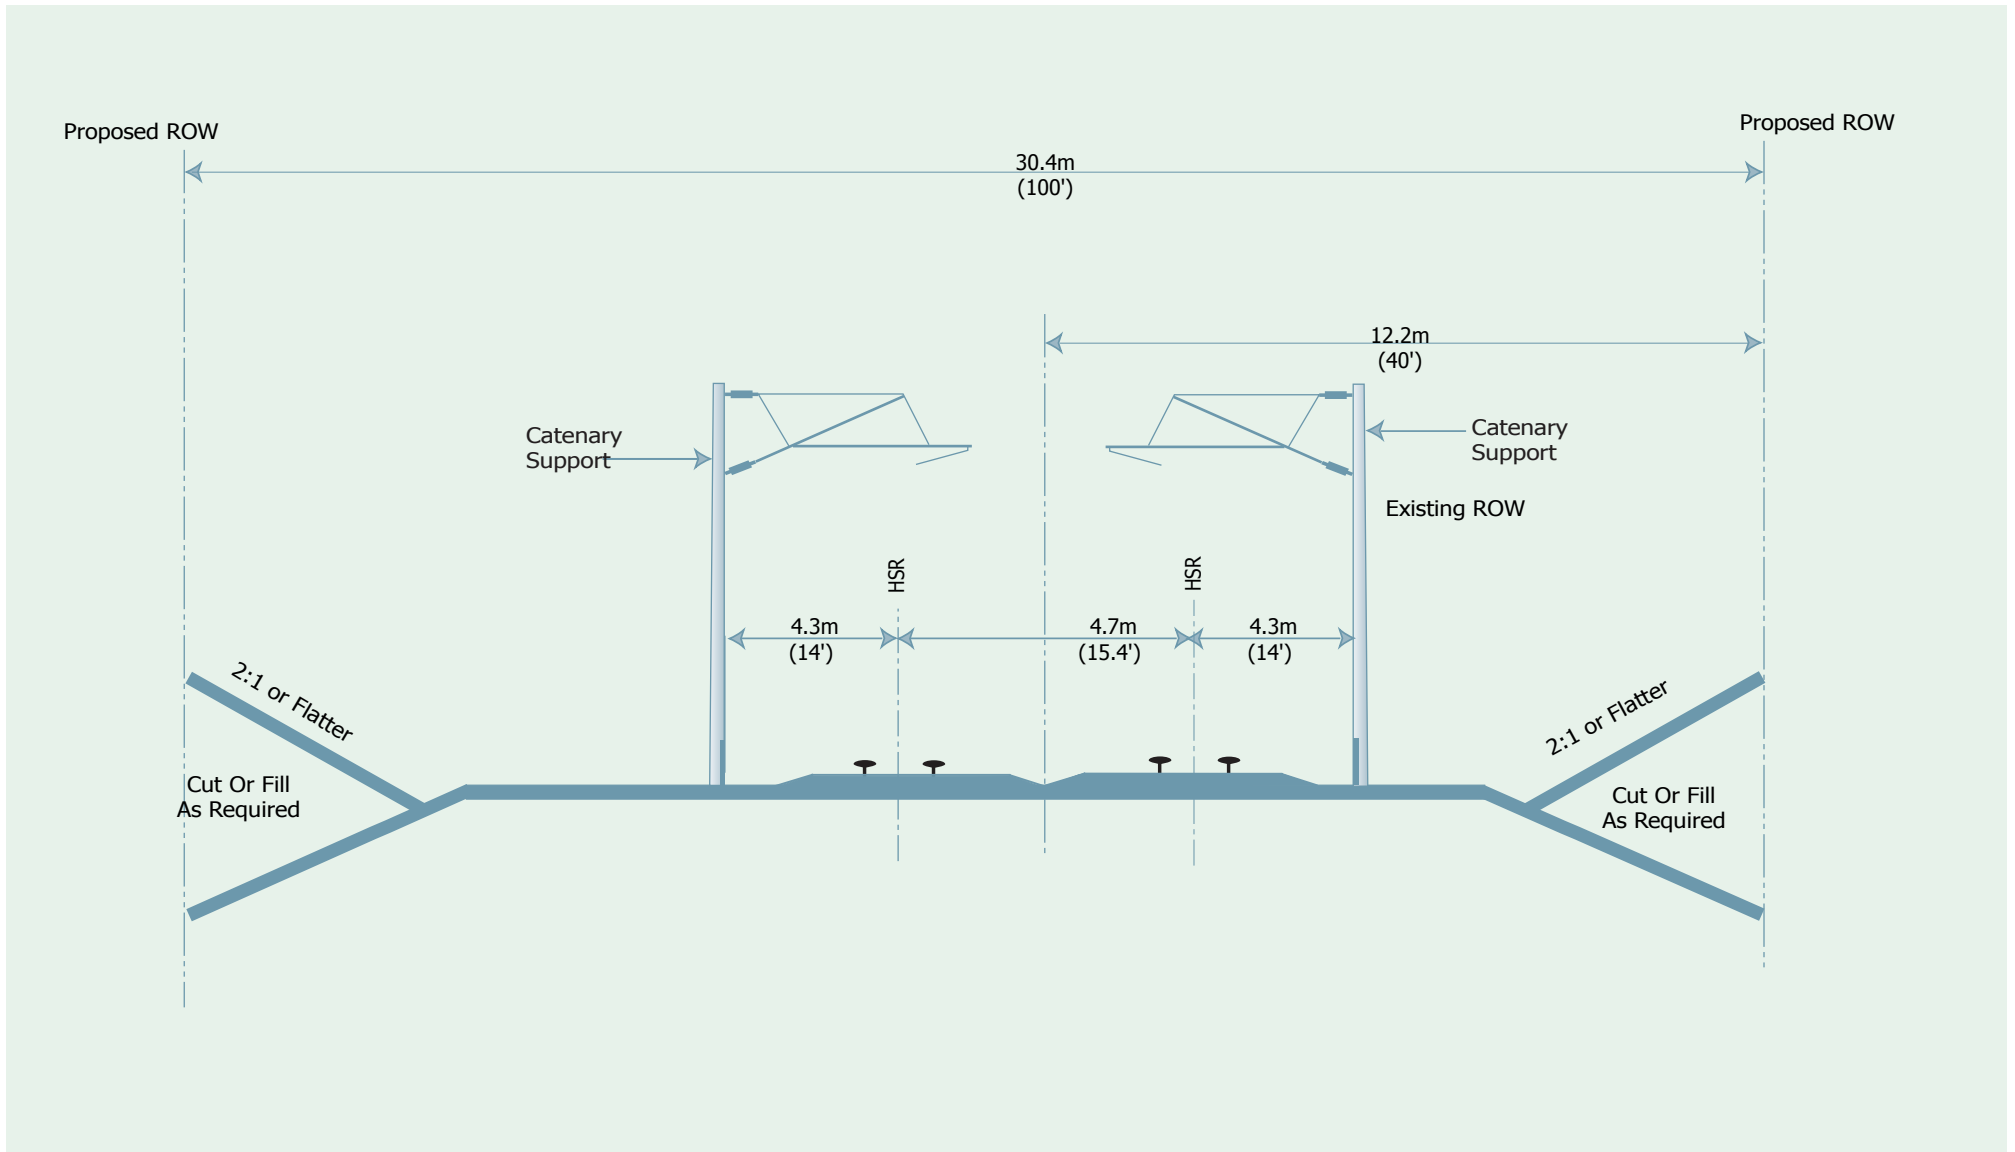 Proposed ROW
Proposed ROW
30.4m
(100')
12.2m
(40')
Catenary
Support
Catenary
Support
Existing ROW
HSR
HSR
4.3m
(14')
4.7m
(15.4')
4.3m
(14')
2:1 or Flatter
2:1 or Flatter
Cut Or Fill
As Required
Cut Or Fill
As Required